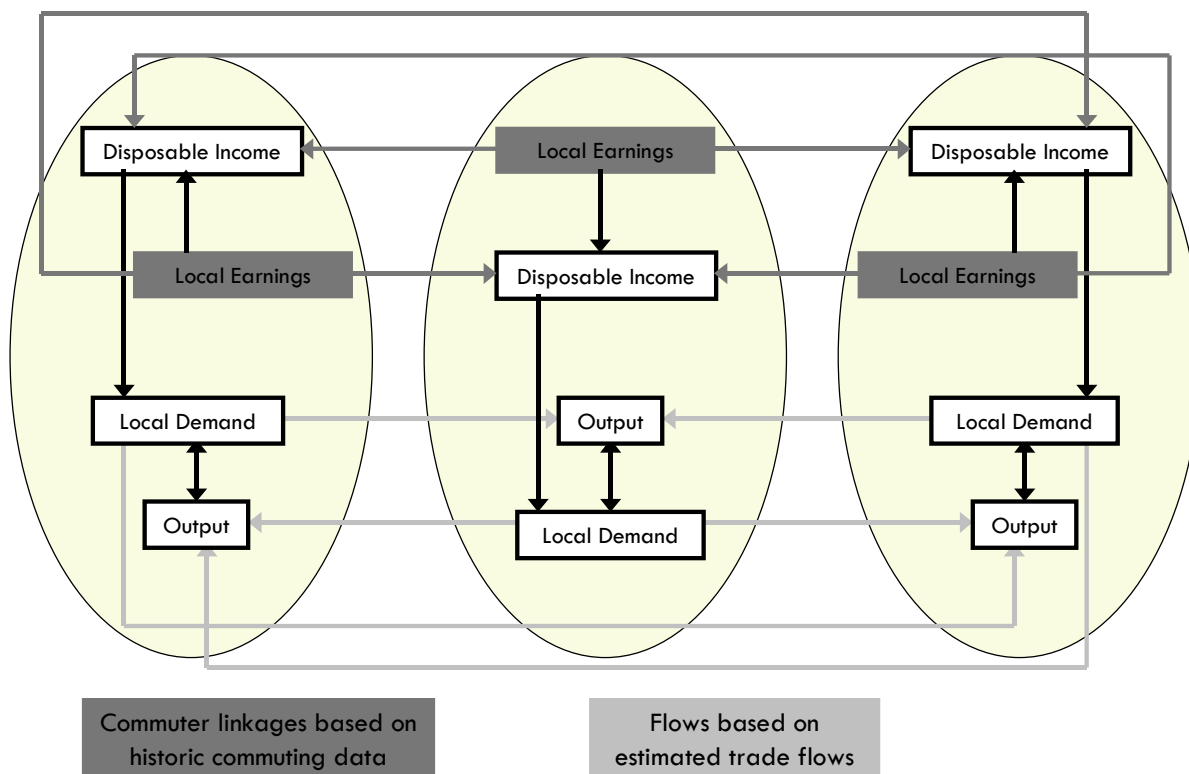 Disposable Income
Local Earnings
Disposable Income
Local Earnings
Disposable Income
Local Earnings
Local Demand
Output
Local Demand
Output
Local Demand
Output
Commuter linkages based on
historic commuting data
Flows based on
estimated trade flows